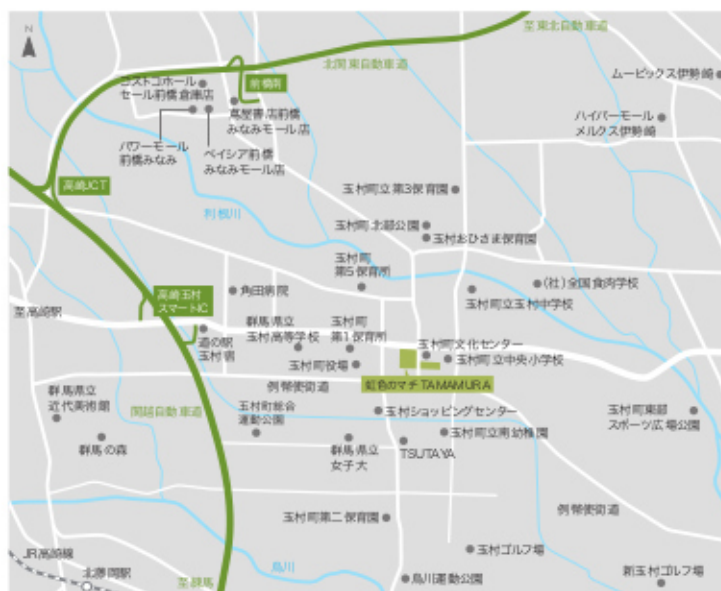 N
至東北自動車道
北関東自動車道
ムービックス伊勢崎
コストコホール
セール前橋倉庫店
前橋南
蔦屋書店前橋
みなみモール店
ハイパーモール
メルクス伊勢崎
パワーモール
前橋みなみ
ベイシア前橋
みなみモール店
高崎JCT
玉村町立第3保育園
利根川
玉村町北部公園
玉村おひさま保育園
玉村町
第5保育所
(社)全国食肉学校
角田病院
玉村町立玉村中学校
高崎玉村
スマートIC
至高崎駅
道の駅
玉村宿
群馬県立
玉村高等学校
玉村町
第1保育所
玉村町文化センター
玉村町立中央小学校
玉村町役場
例幣使街道
虹色のマチ TAMAMURA
群馬県立
近代美術館
関越自動車道
玉村町総合
運動公園
玉村ショッピングセンター
玉村町東部
スポーツ広場公園
群馬の森
群馬県立
女子大
玉村町立南幼稚園
TSUTAYA
例幣使街道
玉村町第二保育園
JR高崎線
北藤岡駅
至練馬
烏川
玉村ゴルフ場
烏川運動公園
新玉村ゴルフ場